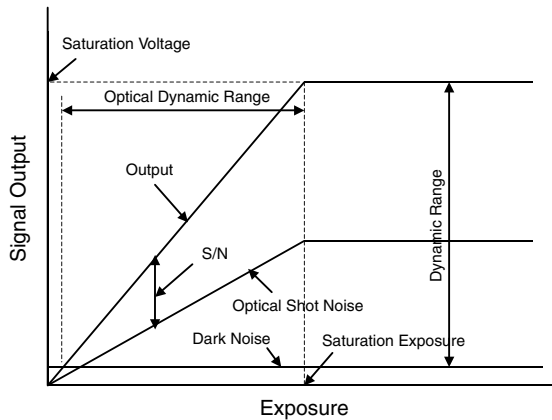 Saturation Voltage
Optical Dynamic Range
Output
S/N
Optical Shot Noise
Dark Noise
Saturation Exposure
Dynamic Range
Signal Output
Exposure